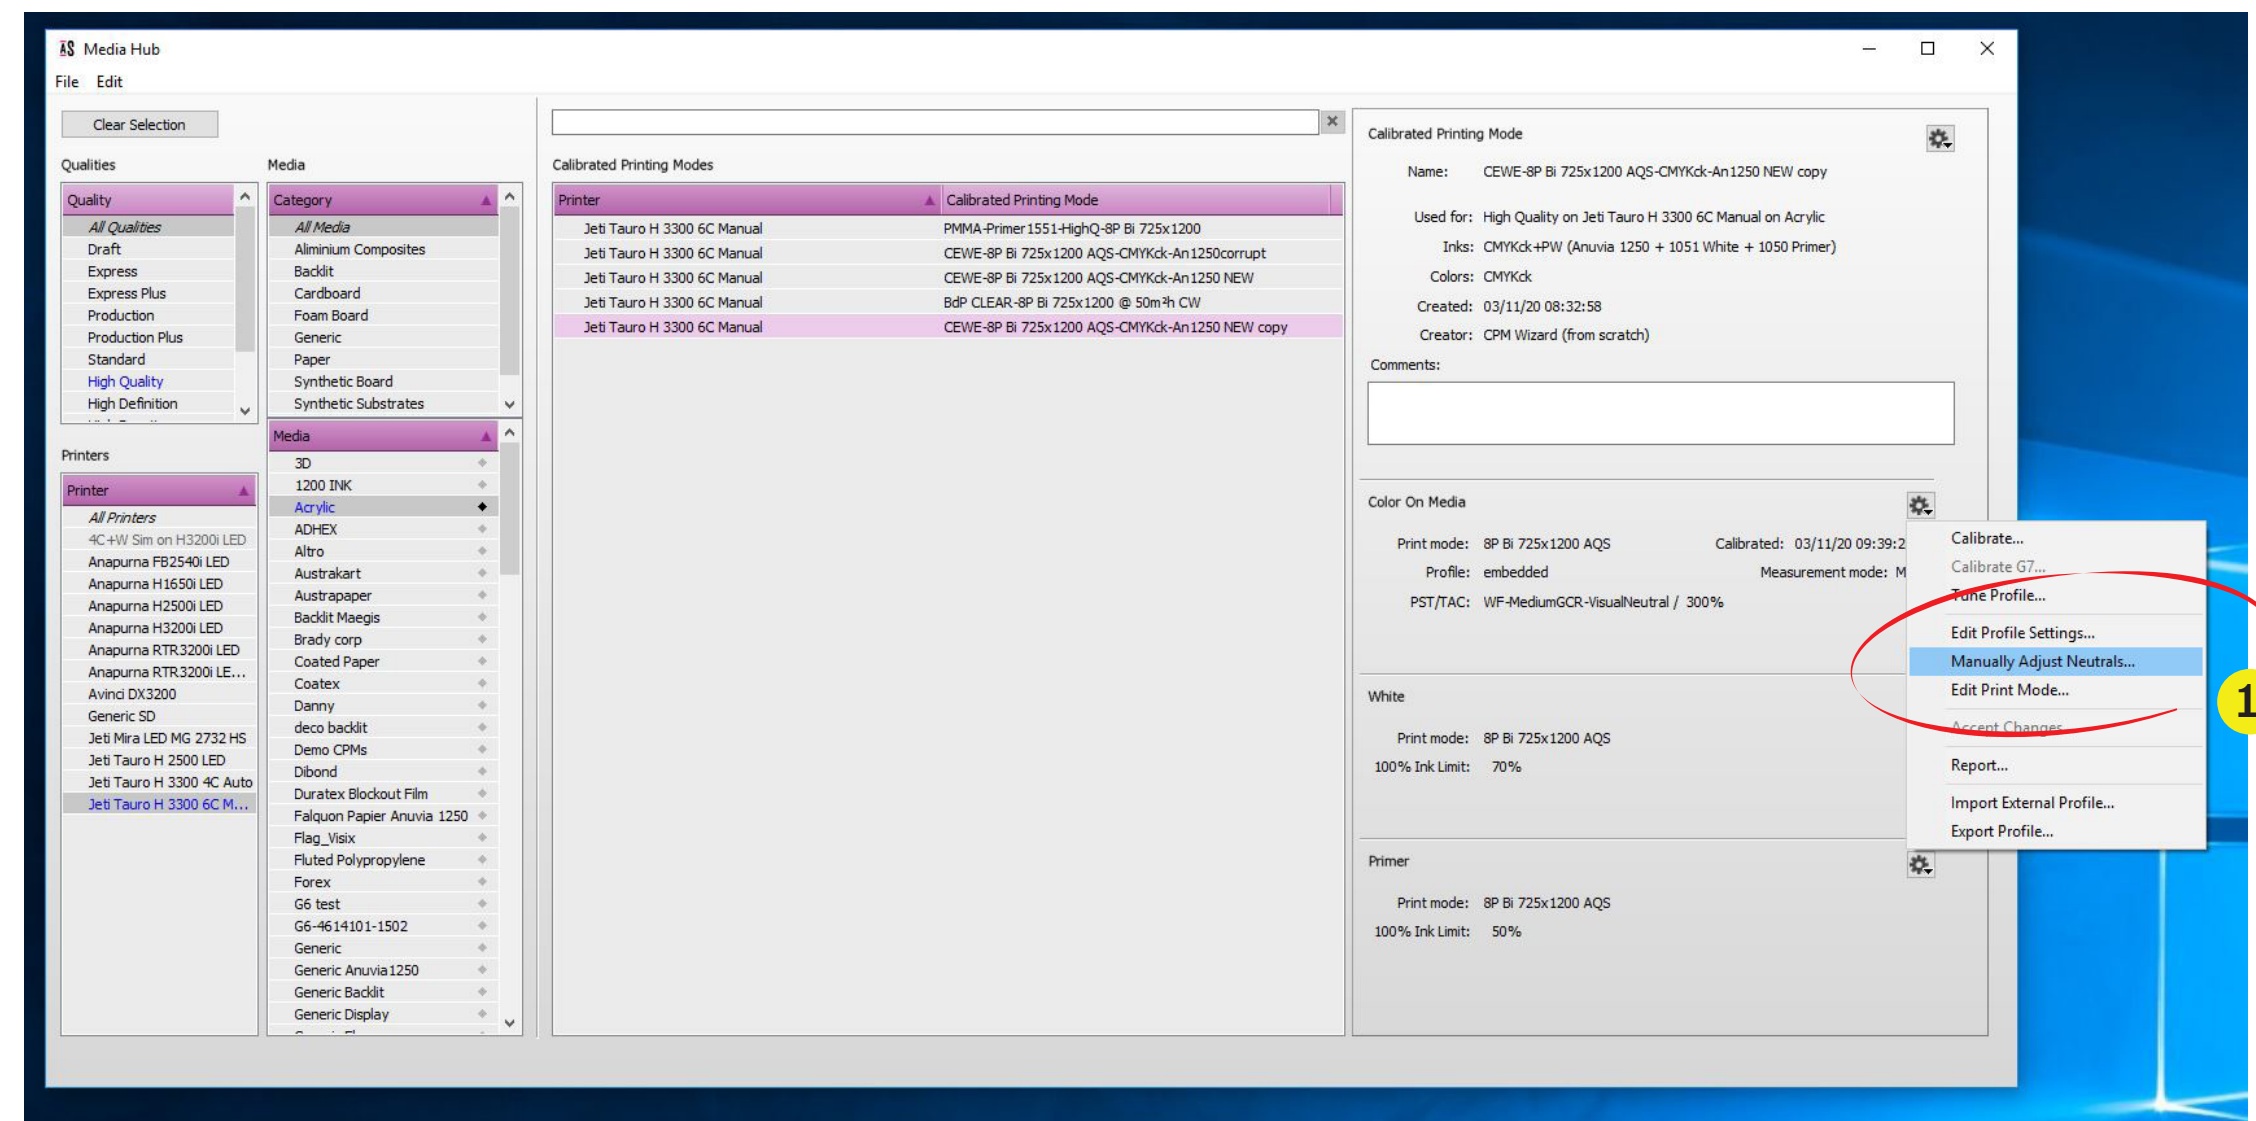 ĀS Media Hub
File Edit
Clear Selection
Qualities
Quality
All Qualities
Draft
Express
Express Plus
Production
Production Plus
Standard
High Quality
High Definition
Printers
Printer
All Printers
4C+W Sim on H3200i LED
Anapurna FB2540i LED
Anapurna H1650i LED
Anapurna H2500i LED
Anapurna H3200i LED
Anapurna RTR3200i LED
Anapurna RTR3200i LE...
Avinci DX3200
Generic SD
Jeti Mira LED MG 2732 HS
Jeti Tauro H 2500 LED
Jeti Tauro H 3300 4C Auto
Jeti Tauro H 3300 6C M...
Media
Category
All Media
Aliminium Composites
Backlit
Cardboard
Foam Board
Generic
Paper
Synthetic Board
Synthetic Substrates
Media
3D
1200 INK
Acrylic
ADHEX
Altro
Austrakart
Austrapaper
Backlit Maegis
Brady corp
Coated Paper
Coatex
Danny
deco backlit
Demo CPMs
Dibond
Duratex Blockout Film
Falquon Papier Anuvia 1250
Flag_Visix
Fluted Polypropylene
Forex
G6 test
G6-4614101-1502
Generic
Generic Anuvia1250
Generic Backlit
Generic Display
Calibrated Printing Modes
Printer Calibrated Printing Mode
Jeti Tauro H 3300 6C Manual PMMA-Primer1551-HighQ-8P Bi 725x1200
Jeti Tauro H 3300 6C Manual CEWE-8P Bi 725x1200 AQS-CMYKck-An1250corrupt
Jeti Tauro H 3300 6C Manual CEWE-8P Bi 725x1200 AQS-CMYKck-An1250 NEW
Jeti Tauro H 3300 6C Manual BdP CLEAR-8P Bi 725x1200 @ 50m²h CW
Jeti Tauro H 3300 6C Manual CEWE-8P Bi 725x1200 AQS-CMYKck-An1250 NEW copy
Calibrated Printing Mode
Name: CEWE-8P Bi 725x1200 AQS-CMYKck-An1250 NEW copy
Used for: High Quality on Jeti Tauro H 3300 6C Manual on Acrylic
Inks: CMYKck+PW (Anuvia 1250 + 1051 White + 1050 Primer)
Colors: CMYKck
Created: 03/11/20 08:32:58
Creator: CPM Wizard (from scratch)
Comments:
Color On Media
Print mode: 8P Bi 725x1200 AQS Calibrated: 03/11/20 09:39:2
Profile: embedded Measurement mode: M
PST/TAC: WF-MediumGCR-VisualNeutral / 300%
White
Print mode: 8P Bi 725x1200 AQS
100% Ink Limit: 70%
Primer
Print mode: 8P Bi 725x1200 AQS
100% Ink Limit: 50%
Calibrate...
Calibrate G7...
Tune Profile...
Edit Profile Settings...
Manually Adjust Neutrals...
Edit Print Mode...
Accept Changes
Report...
Import External Profile...
Export Profile...
1